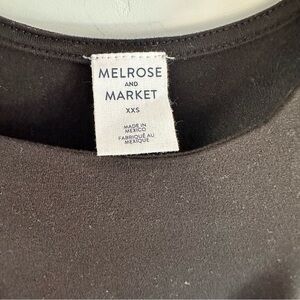 MELROSE
AND
MARKET
XXS
MADE IN
MEXICO
FABRIQUÉ AU
MEXIQUE